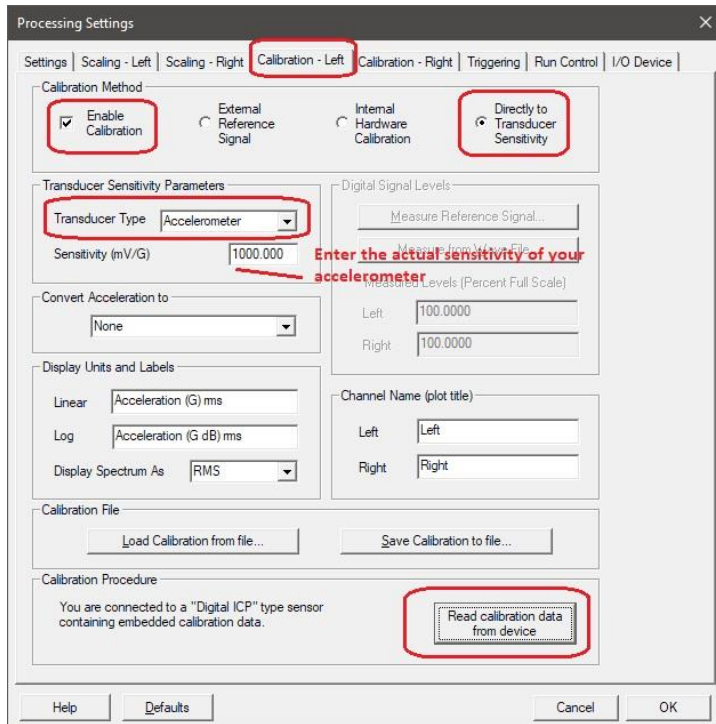 Processing Settings
Settings Scaling - Left Scaling - Right Calibration - Left Calibration - Right Triggering Run Control I/O Device
Calibration Method
Enable Calibration
External Reference Signal
Internal Hardware Calibration
Directly to Transducer Sensitivity
Transducer Sensitivity Parameters
Transducer Type Accelerometer
Sensitivity (mV/G) 1000.000
Enter the actual sensitivity of your
accelerometer
Digital Signal Levels
Measure Reference Signal...
Measure from Wave File...
Measured Levels (Percent Full Scale)
Left 100.0000
Right 100.0000
Convert Acceleration to
None
Display Units and Labels
Linear Acceleration (G) rms
Log Acceleration (G dB) rms
Display Spectrum As RMS
Channel Name (plot title)
Left Left
Right Right
Calibration File
Load Calibration from file...
Save Calibration to file...
Calibration Procedure
You are connected to a "Digital ICP" type sensor
containing embedded calibration data.
Read calibration data
from device
Help Defaults Cancel OK